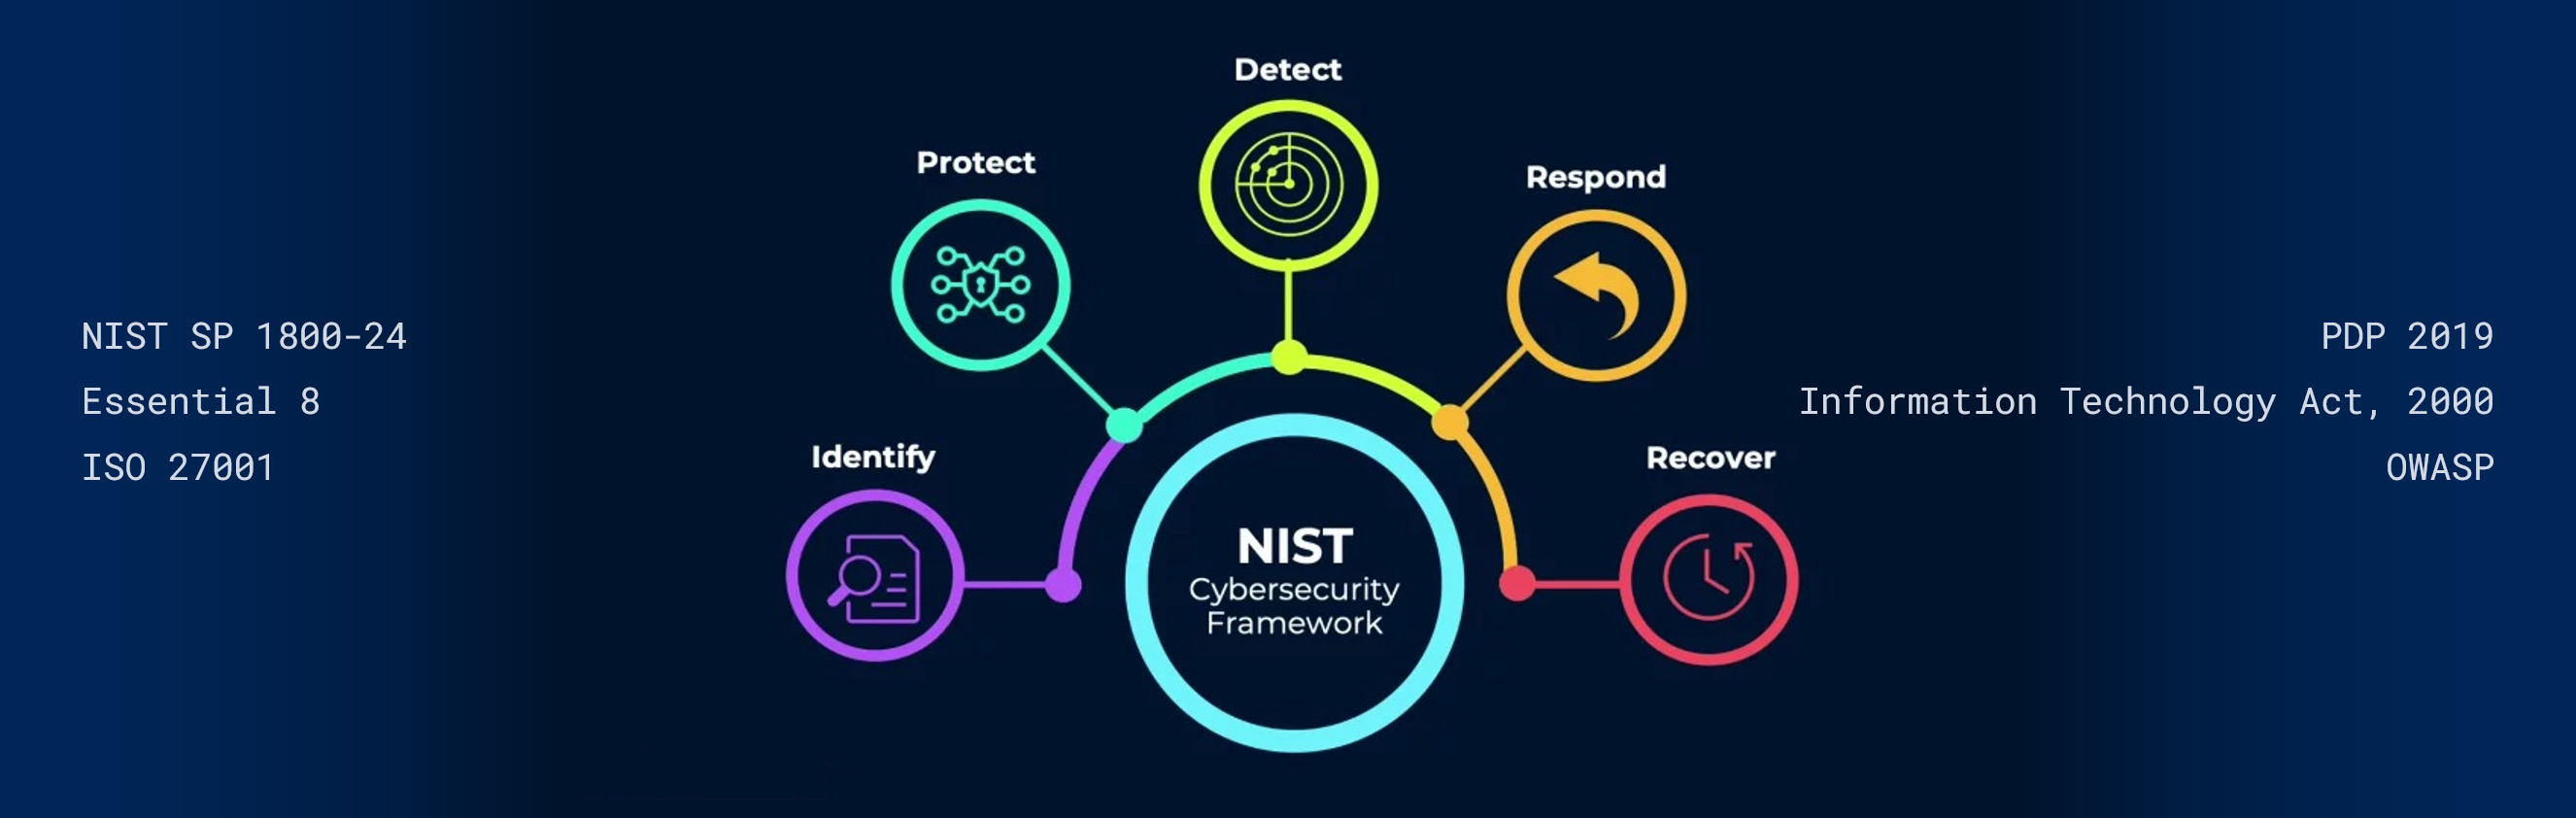 NIST SP 1800-24
Essential 8
ISO 27001
Identify
Protect
Detect
Respond
Recover
NIST
Cybersecurity
Framework
PDP 2019
Information Technology Act, 2000
OWASP